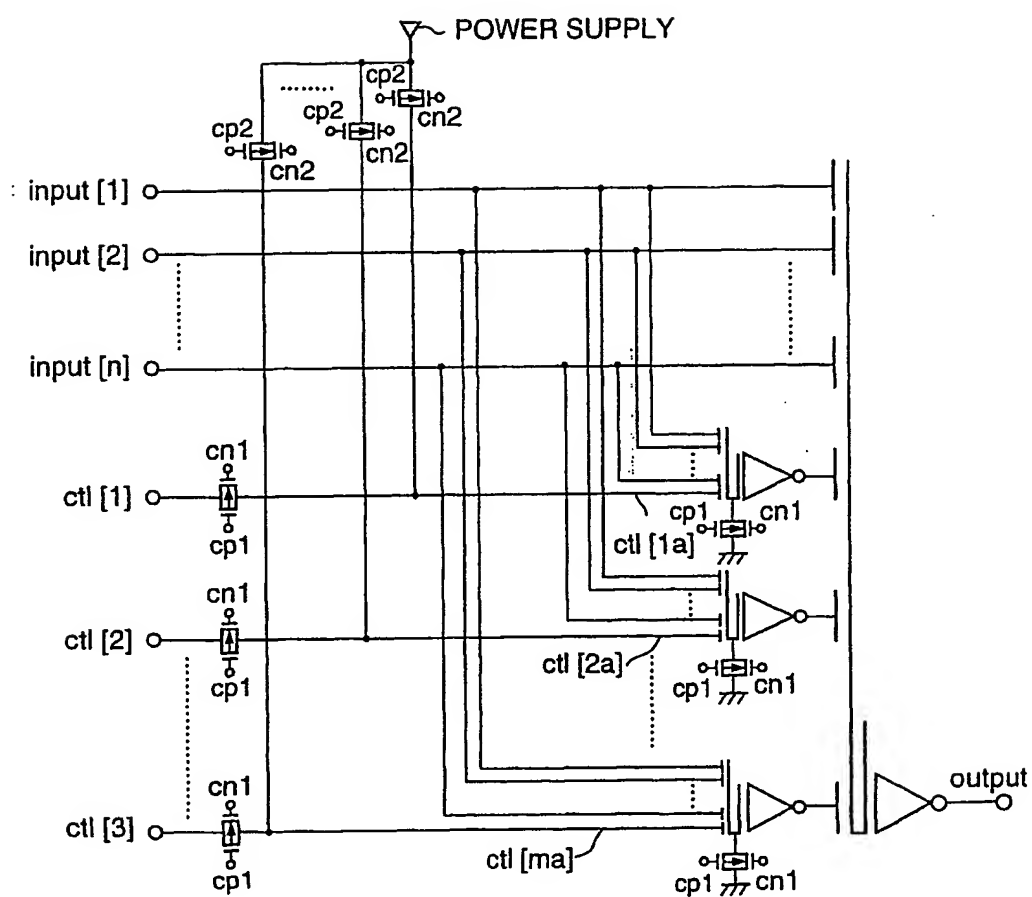 POWER SUPPLY
cp2
cn2
cp2
cn2
cp2
cn2
input [1]
input [2]
input [n]
cn1
ctl [1]
cp1
ctl [1a]
cp1
cn1
cn1
ctl [2]
cp1
ctl [2a]
cp1
cn1
cn1
ctl [3]
cp1
ctl [ma]
cp1
cn1
output